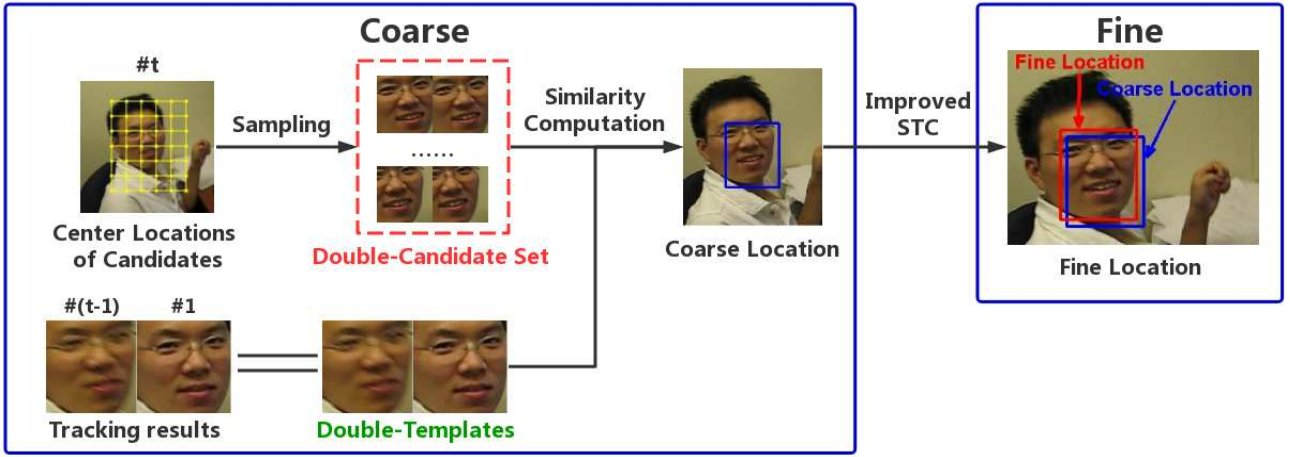 Coarse
#t
Sampling
......
Similarity
Computation
Center Locations
of Candidates
Double-Candidate Set
Coarse Location
#(t-1)
#1
Tracking results
Double-Templates
Improved
STC
Fine
Fine Location
Coarse Location
Fine Location